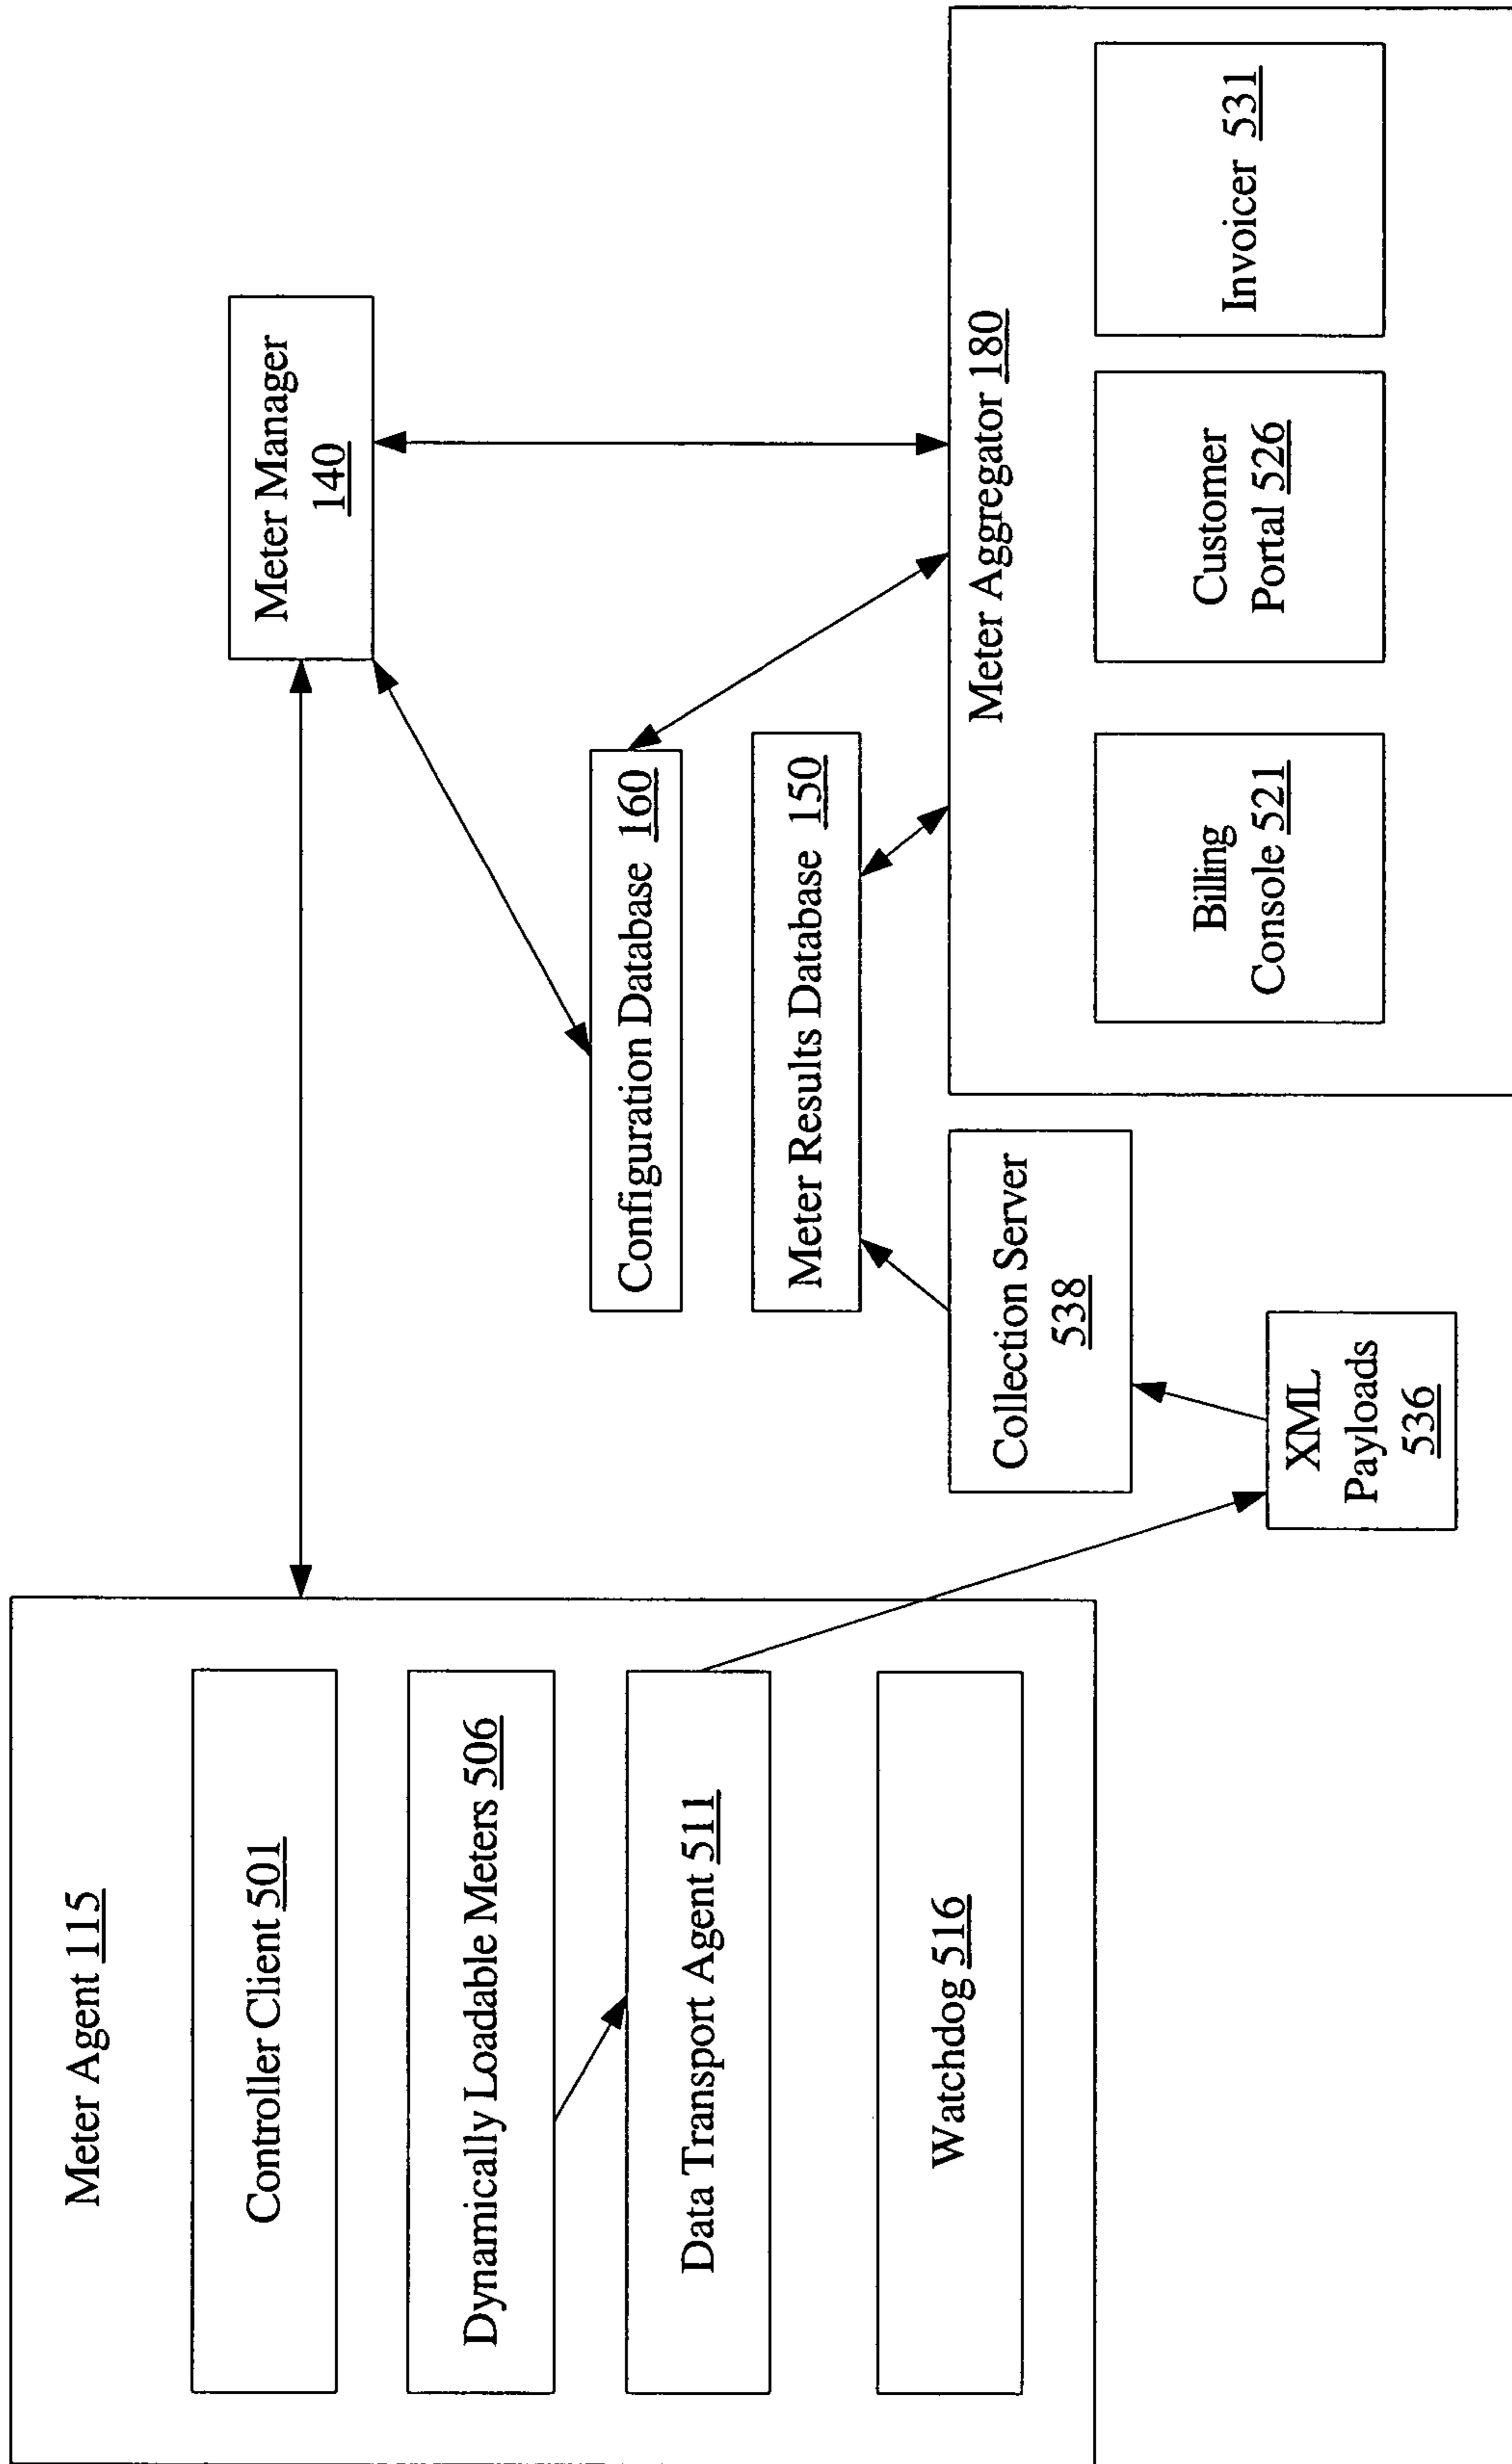 Meter Agent 115
Controller Client 501
Dynamically Loadable Meters 506
Data Transport Agent 511
Watchdog 516
Meter Manager
140
Configuration Database 160
Meter Results Database 150
Collection Server
538
XML
Payloads
536
Meter Aggregator 180
Billing
Console 521
Customer
Portal 526
Invoicer 531